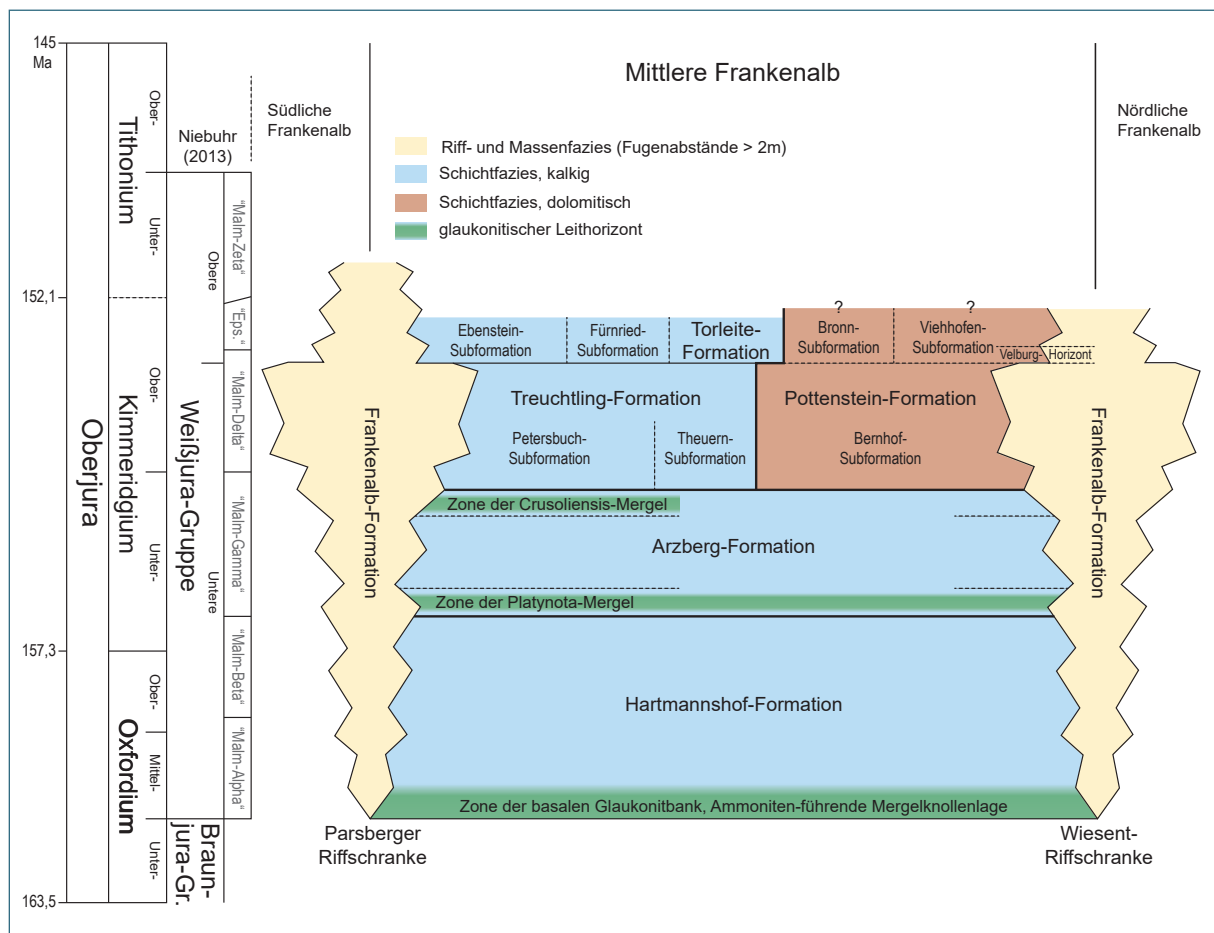 145
Ma
152,1
157,3
163,5
Oberjura
Tithonium
Kimmeridgium
Oxfordium
Ober-
Unter-
Ober-
Unter-
Ober-
Mittel-
Unter-
Niebuhr
(2013)
Weißjura-Gruppe
Obere
Untere
Braun-
jura-Gr.
"Malm-Zeta"
"Eps."
"Malm-Delta"
"Malm-Gamma"
"Malm-Beta"
"Malm-Alpha"
Südliche
Frankenalb
Mittlere Frankenalb
Nördliche
Frankenalb
Riff- und Massenfazies (Fugenabstände > 2m)
Schichtfazies, kalkig
Schichtfazies, dolomitisch
glaukonitischer Leithorizont
Frankenalb-Formation
Ebenstein-
Subformation
Fürnried-
Subformation
Torleite-
Formation
?
Bronn-
Subformation
?
Viehhofen-
Subformation
Velburg-
Horizont
Treuchtling-Formation
Petersbuch-
Subformation
Theuern-
Subformation
Pottenstein-Formation
Bernhof-
Subformation
Zone der Crusoliensis-Mergel
Arzberg-Formation
Zone der Platynota-Mergel
Hartmannshof-Formation
Zone der basalen Glaukonitbank, Ammoniten-führende Mergelknollenlage
Frankenalb-Formation
Parsberger
Riffschranke
Wiesent-
Riffschranke